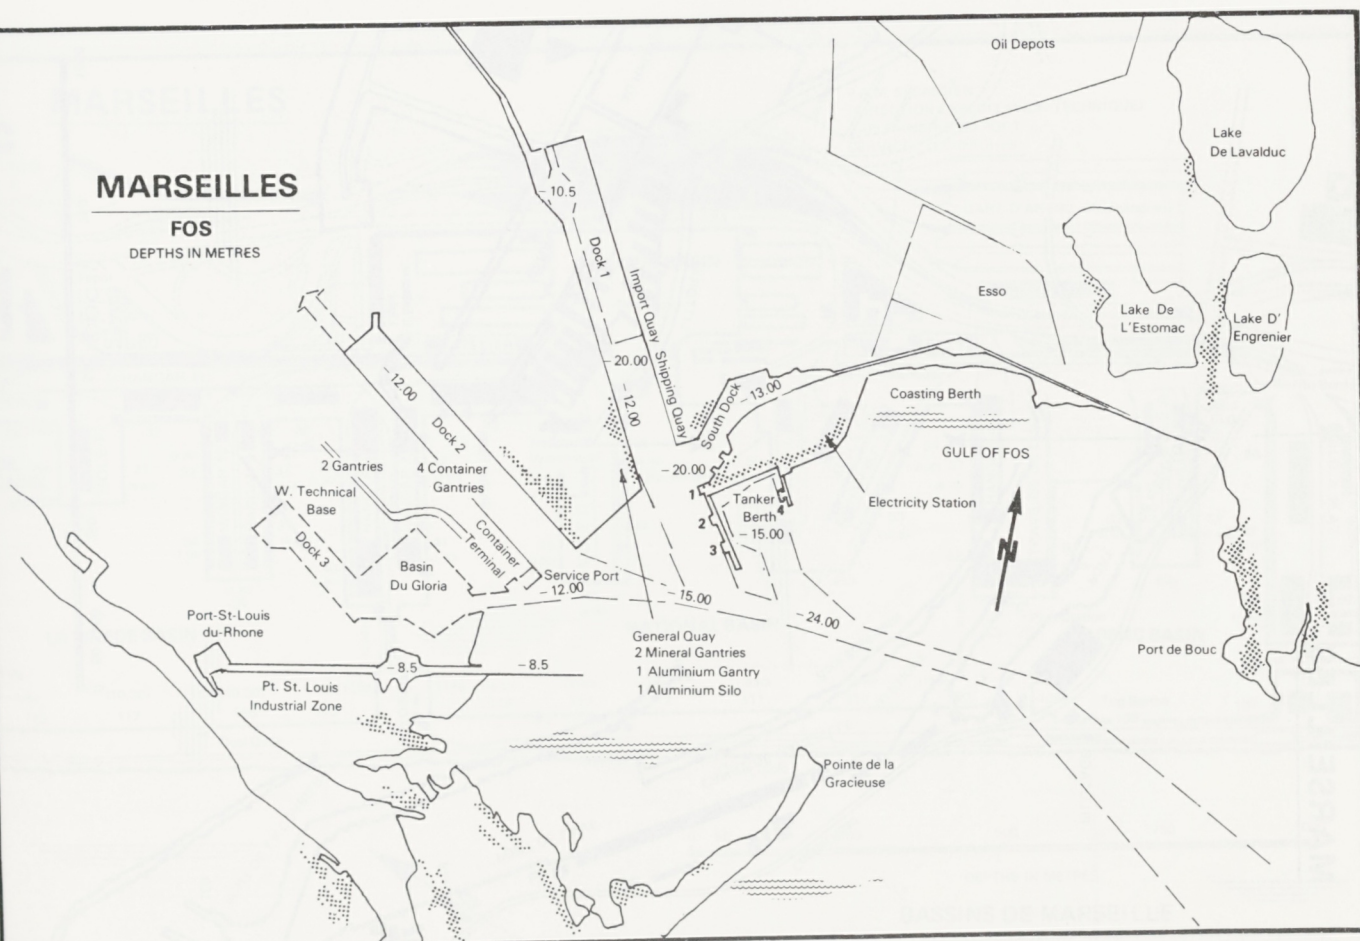 MARSEILLES
FOS
DEPTHS IN METRES
Oil Depots
Lake
De Lavalduc
Lake De
L'Estomac
Lake D'
Engrenier
Esso
- 10.5
Dock 1
Import Quay
Shipping Quay
- 20.00
- 12.00
South Dock
- 13.00
Coasting Berth
GULF OF FOS
- 12.00
Dock 2
- 20.00
2 Gantries
4 Container
Gantries
W. Technical
Base
Dock 3
Container
Terminal
Basin
Du Gloria
Service Port
- 12.00
- 15.00
1
2
3
4
Tanker
Berth
- 15.00
Electricity Station
N
- 24.00
General Quay
2 Mineral Gantries
1 Aluminium Gantry
1 Aluminium Silo
Port-St-Louis
du-Rhone
- 8.5
- 8.5
Pt. St. Louis
Industrial Zone
Port de Bouc
Pointe de la
Gracieuse